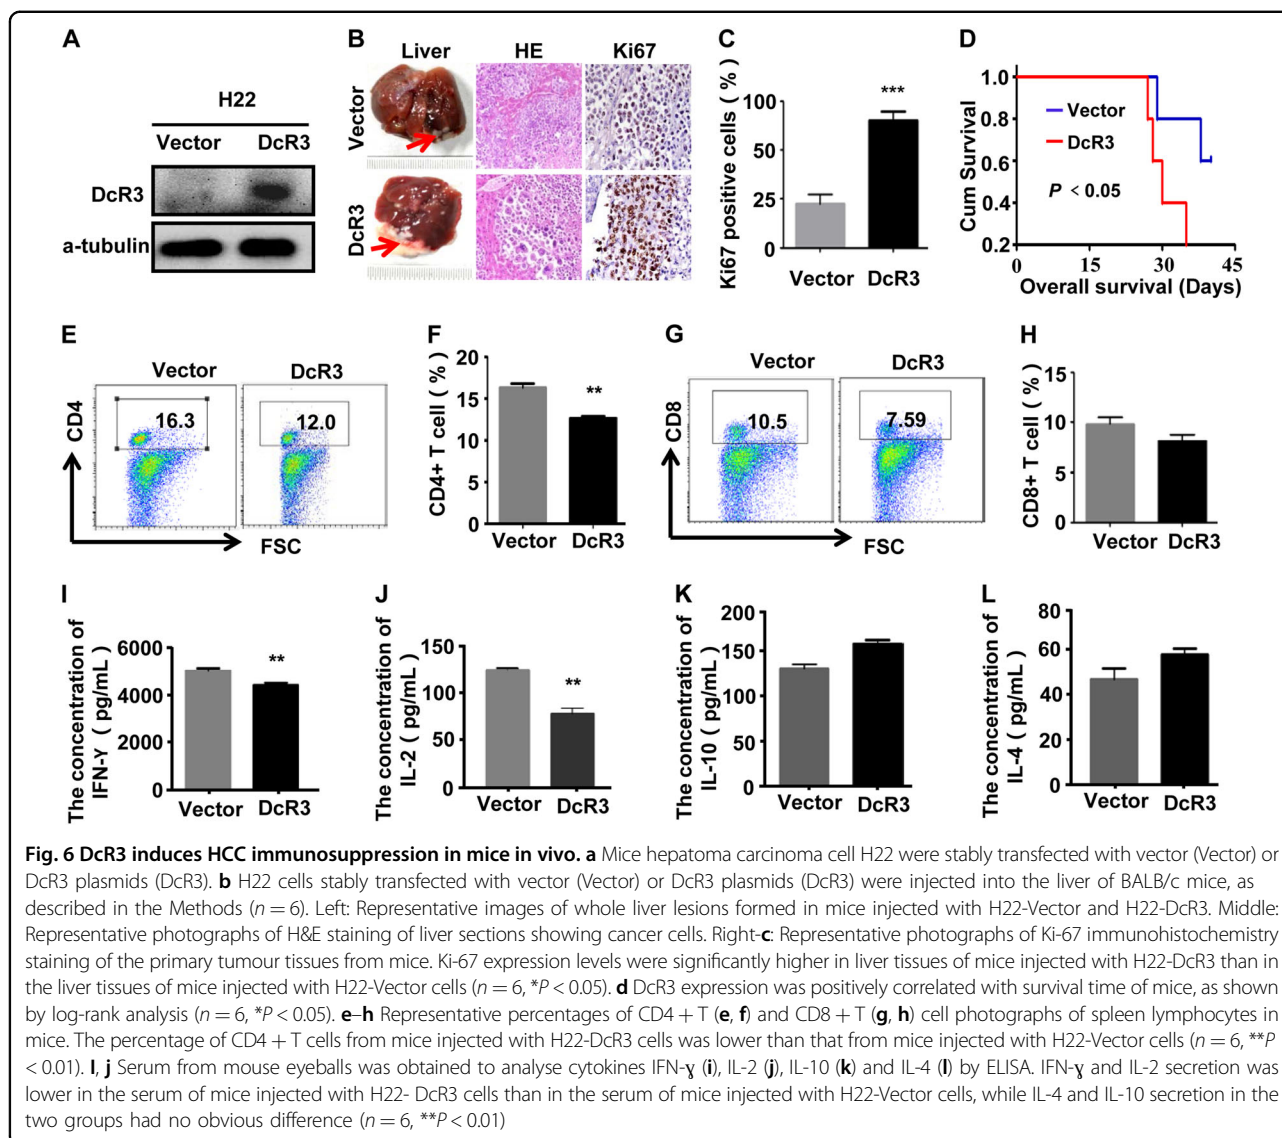 A
H22
Vector DcR3
DcR3
a-tubulin
B
Liver HE Ki67
Vector
DcR3
C
Ki67 positive cells ( % )
100
75
25
0
***
Vector DcR3
D
Cum Survival
1.0
0.8
0.6
0.4
0.2
Vector
DcR3
P < 0.05
0 15 30 45
Overall survival (Days)
E
Vector DcR3
CD4
16.3 12.0
FSC
F
CD4+ T cell ( % )
20
15
10
5
0
**
Vector DcR3
G
Vector DcR3
CD8
10.5 7.59
FSC
H
CD8+ T cell ( % )
15
10
5
0
Vector DcR3
I
The concentration of
IFN-γ ( pg/mL )
6000
4000
2000
0
**
Vector DcR3
J
The concentration of
IL-2 ( pg/mL )
150
100
50
0
**
Vector DcR3
K
The concentration of
IL-10 ( pg/mL )
200
150
100
50
0
Vector DcR3
L
The concentration of
IL-4 ( pg/mL )
80
60
40
20
0
Vector DcR3
Fig. 6 DcR3 induces HCC immunosuppression in mice in vivo. a Mice hepatoma carcinoma cell H22 were stably transfected with vector (Vector) or
DcR3 plasmids (DcR3). b H22 cells stably transfected with vector (Vector) or DcR3 plasmids (DcR3) were injected into the liver of BALB/c mice, as
described in the Methods (n = 6). Left: Representative images of whole liver lesions formed in mice injected with H22-Vector and H22-DcR3. Middle:
Representative photographs of H&E staining of liver sections showing cancer cells. Right-c: Representative photographs of Ki-67 immunohistochemistry
staining of the primary tumour tissues from mice. Ki-67 expression levels were significantly higher in liver tissues of mice injected with H22-DcR3 than in
the liver tissues of mice injected with H22-Vector cells (n = 6, *P < 0.05). d DcR3 expression was positively correlated with survival time of mice, as shown
by log-rank analysis (n = 6, *P < 0.05). e–h Representative percentages of CD4 + T (e, f) and CD8 + T (g, h) cell photographs of spleen lymphocytes in
mice. The percentage of CD4 + T cells from mice injected with H22-DcR3 cells was lower than that from mice injected with H22-Vector cells (n = 6, **P
< 0.01). I, j Serum from mouse eyeballs was obtained to analyse cytokines IFN-ɣ (i), IL-2 (j), IL-10 (k) and IL-4 (l) by ELISA. IFN-ɣ and IL-2 secretion was
lower in the serum of mice injected with H22- DcR3 cells than in the serum of mice injected with H22-Vector cells, while IL-4 and IL-10 secretion in the
two groups had no obvious difference (n = 6, **P < 0.01)